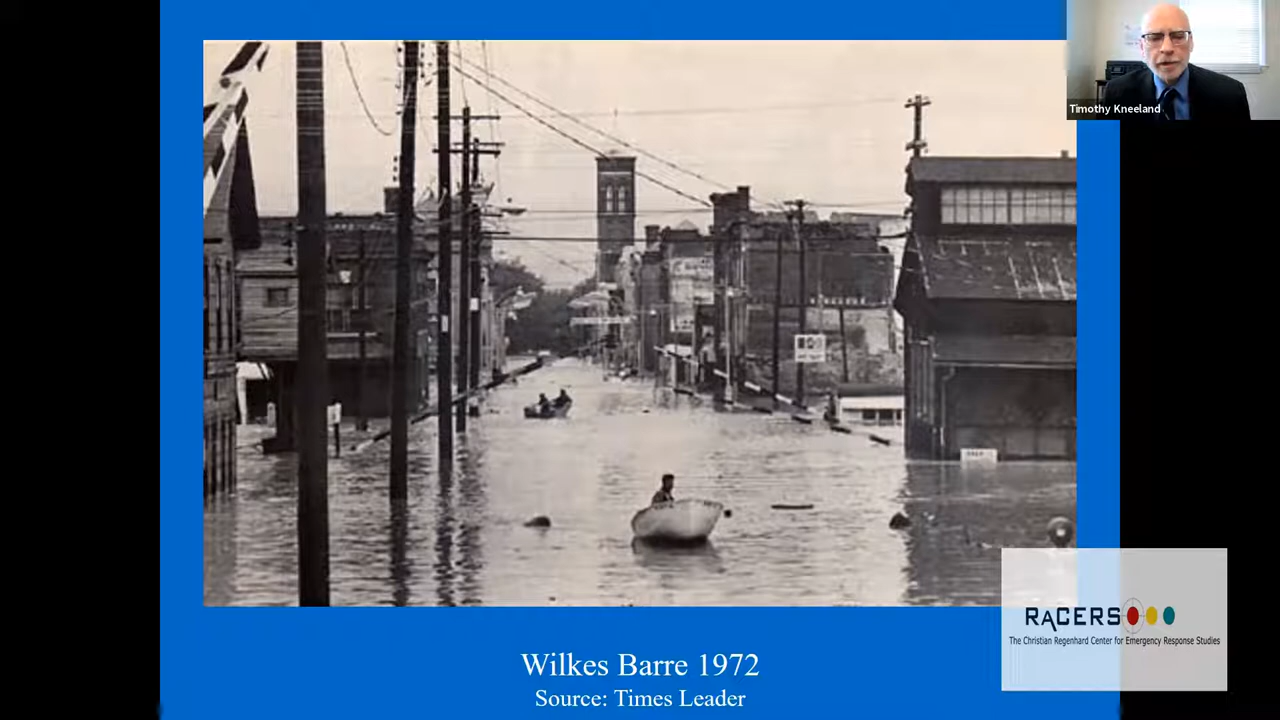 Timothy Kneeland
RACERS
The Christian Regenhard Center for Emergency Response Studies
Wilkes Barre 1972
Source: Times Leader